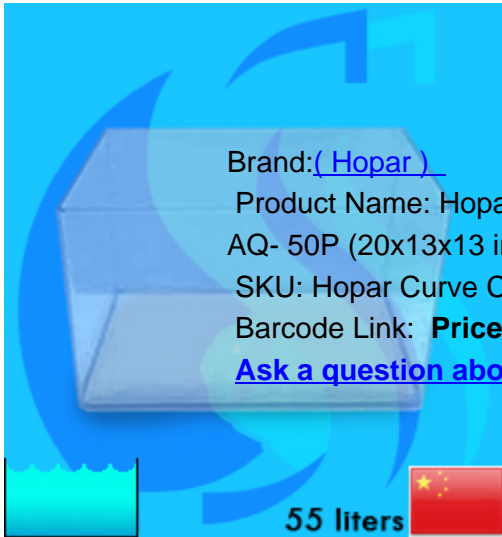 Brand:( Hopar )
Product Name: Hopa
AQ- 50P (20x13x13 i
SKU: Hopar Curve C
Barcode Link: Price
Ask a question abo
55 liters